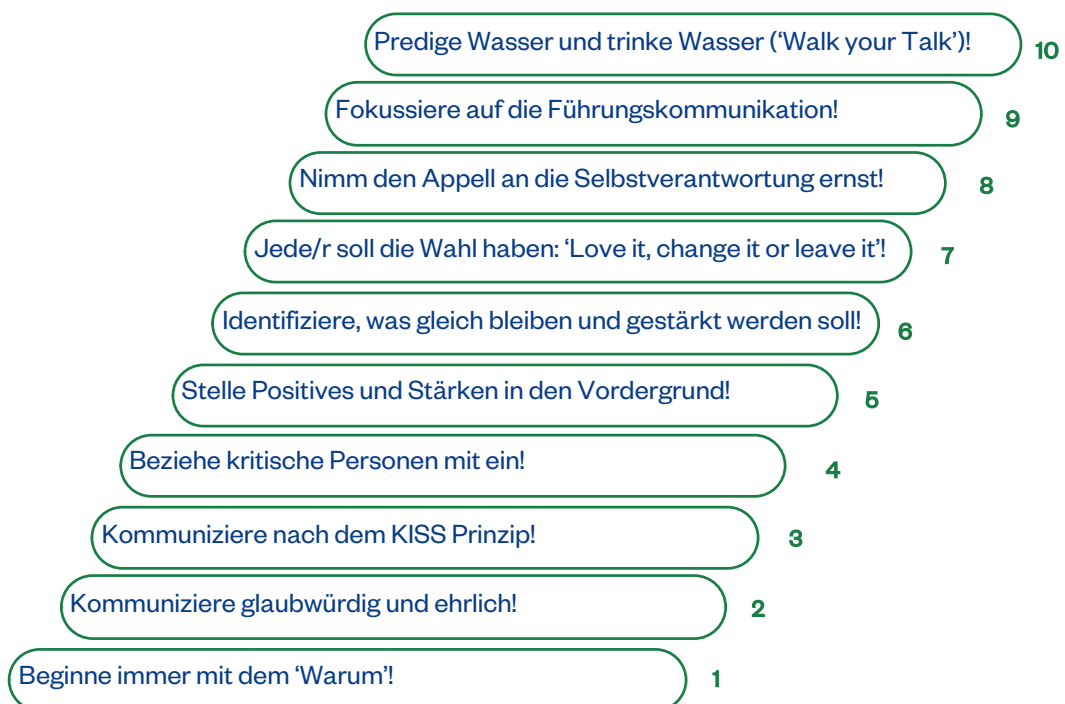 Predige Wasser und trinke Wasser (‘Walk your Talk’)! 10
Fokussiere auf die Führungskommunikation! 9
Nimm den Appell an die Selbstverantwortung ernst! 8
Jede/r soll die Wahl haben: ‘Love it, change it or leave it’! 7
Identifiziere, was gleich bleiben und gestärkt werden soll! 6
Stelle Positives und Stärken in den Vordergrund! 5
Beziehe kritische Personen mit ein! 4
Kommuniziere nach dem KISS Prinzip! 3
Kommuniziere glaubwürdig und ehrlich! 2
Beginne immer mit dem ‘Warum’! 1